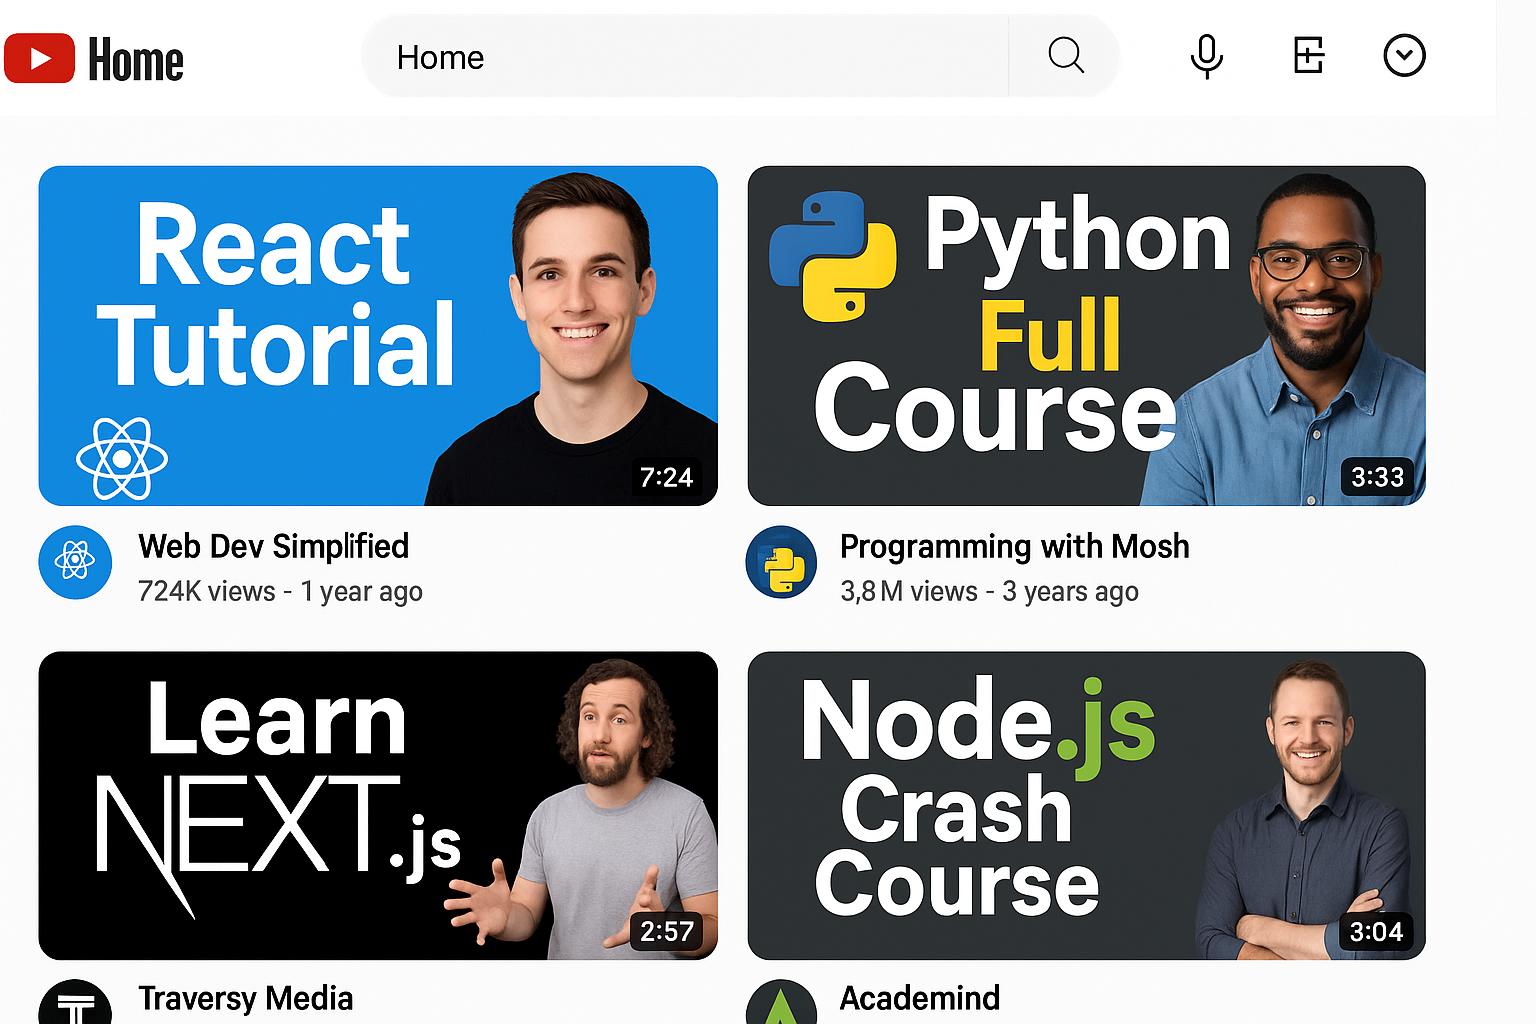 Home
Home
React
Tutorial
7:24
Python
Full
Course
3:33
Web Dev Simplified
724K views - 1 year ago
Programming with Mosh
3,8 M views - 3 years ago
Learn
NEXT.js
2:57
Node.js
Crash
Course
3:04
Traversy Media
Academind